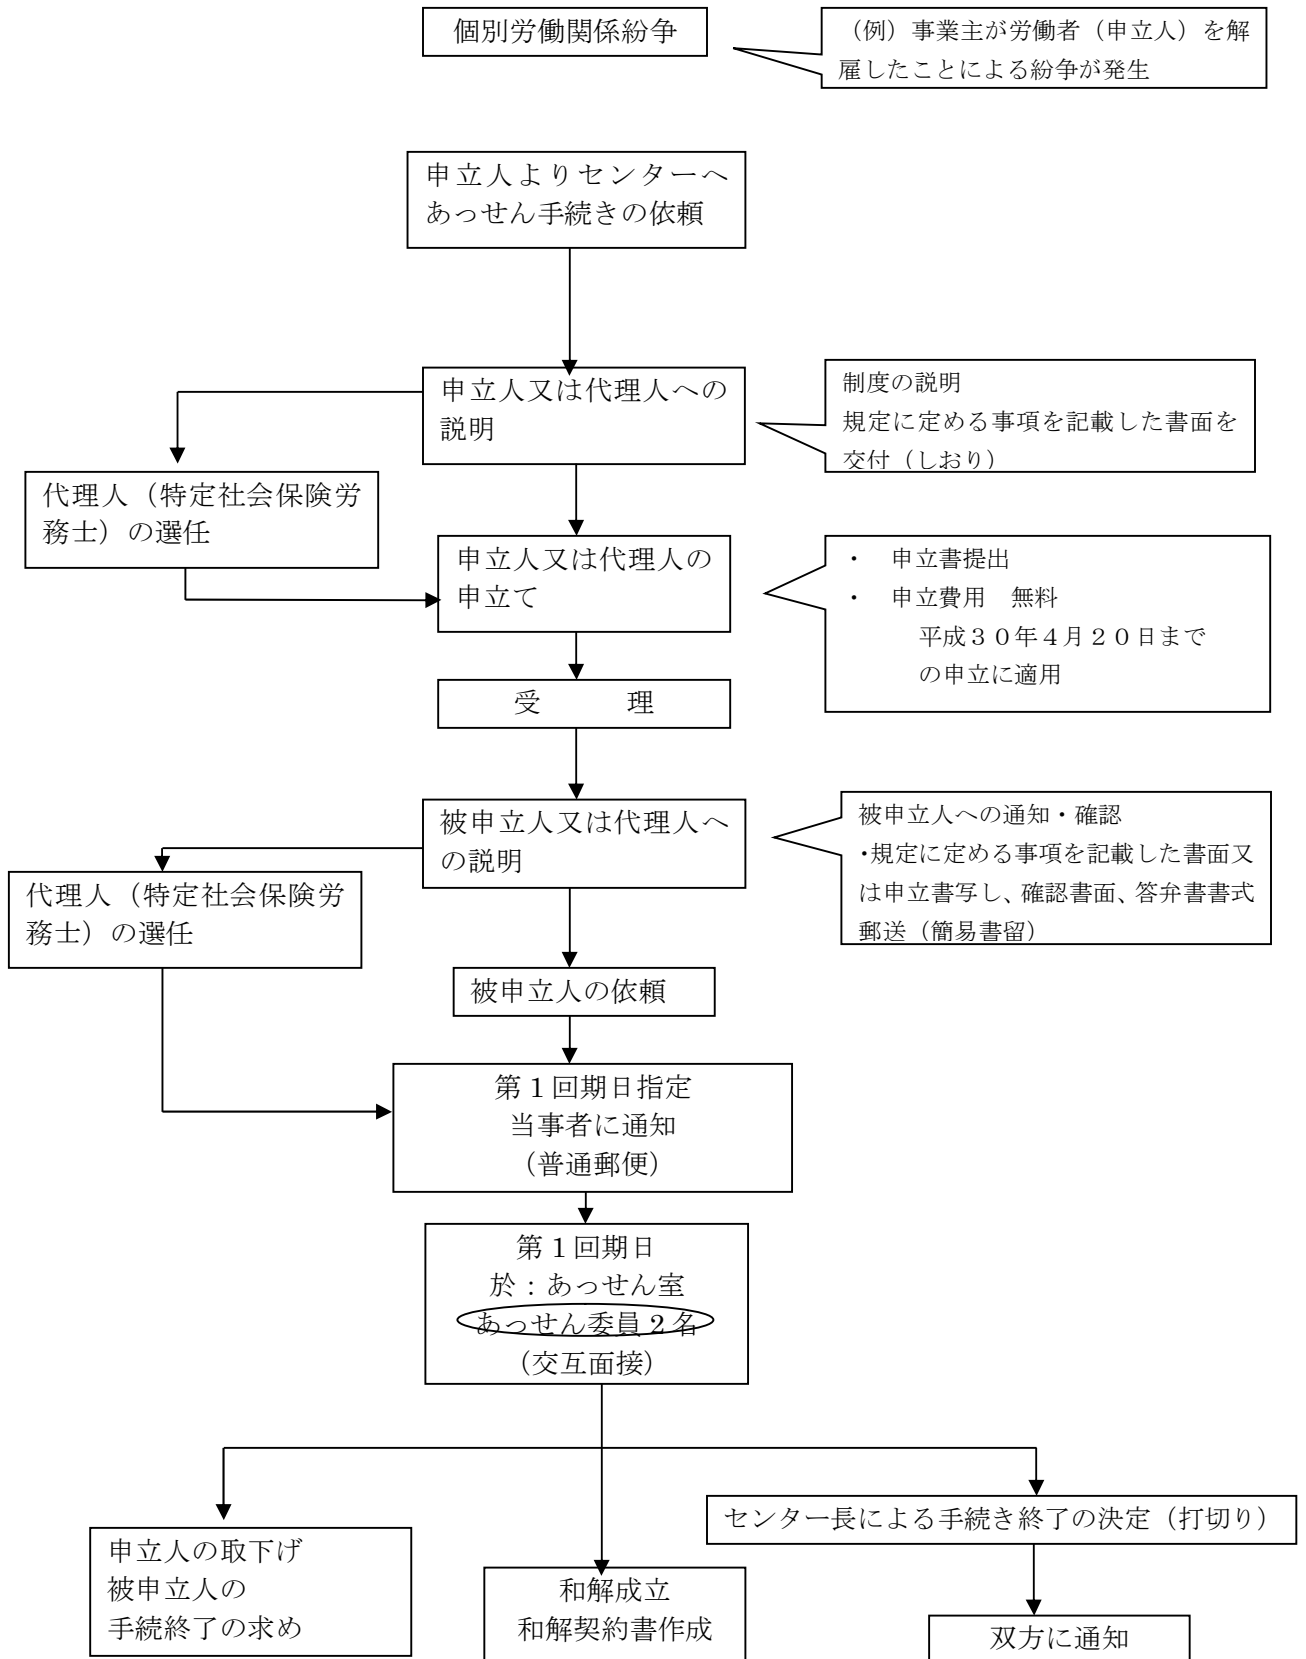 個別労働関係紛争
（例）事業主が労働者（申立人）を解
雇したことによる紛争が発生
申立人よりセンターへ
あっせん手続きの依頼
申立人又は代理人への
説明
制度の説明
規定に定める事項を記載した書面を
交付（しおり）
代理人（特定社会保険労
務士）の選任
申立人又は代理人の
申立て
・　申立書提出
・　申立費用　無料
平成３０年４月２０日まで
の申立に適用
受　　　理
被申立人又は代理人へ
の説明
被申立人への通知・確認
・規定に定める事項を記載した書面又
は申立書写し、確認書面、答弁書書式
郵送（簡易書留）
代理人（特定社会保険労
務士）の選任
被申立人の依頼
第１回期日指定
当事者に通知
（普通郵便）
第１回期日
於：あっせん室
あっせん委員２名
（交互面接）
センター長による手続き終了の決定（打切り）
申立人の取下げ
被申立人の
手続終了の求め
和解成立
和解契約書作成
双方に通知